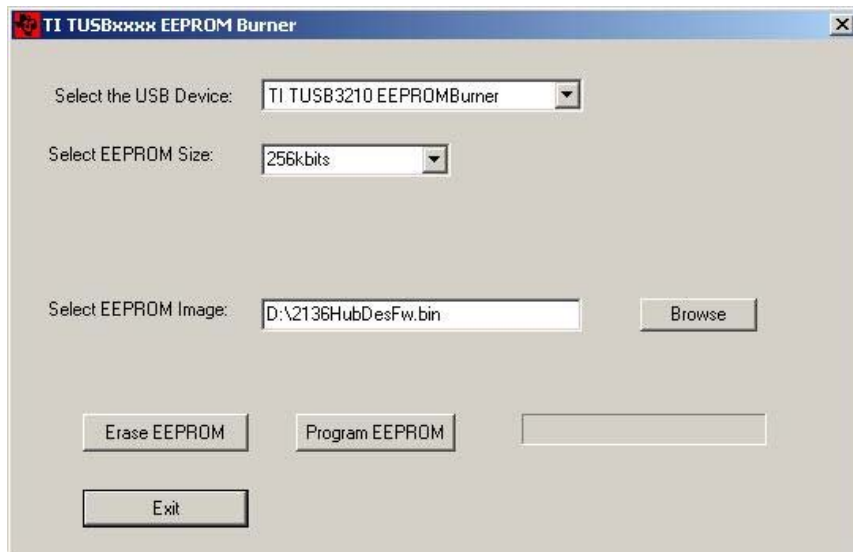 TI TUSBxxxx EEPROM Burner
Select the USB Device: TI TUSB3210 EEPROMBurner
Select EEPROM Size: 256kbits
Select EEPROM Image: D:\2136HubDesFw.bin Browse
Erase EEPROM Program EEPROM
Exit